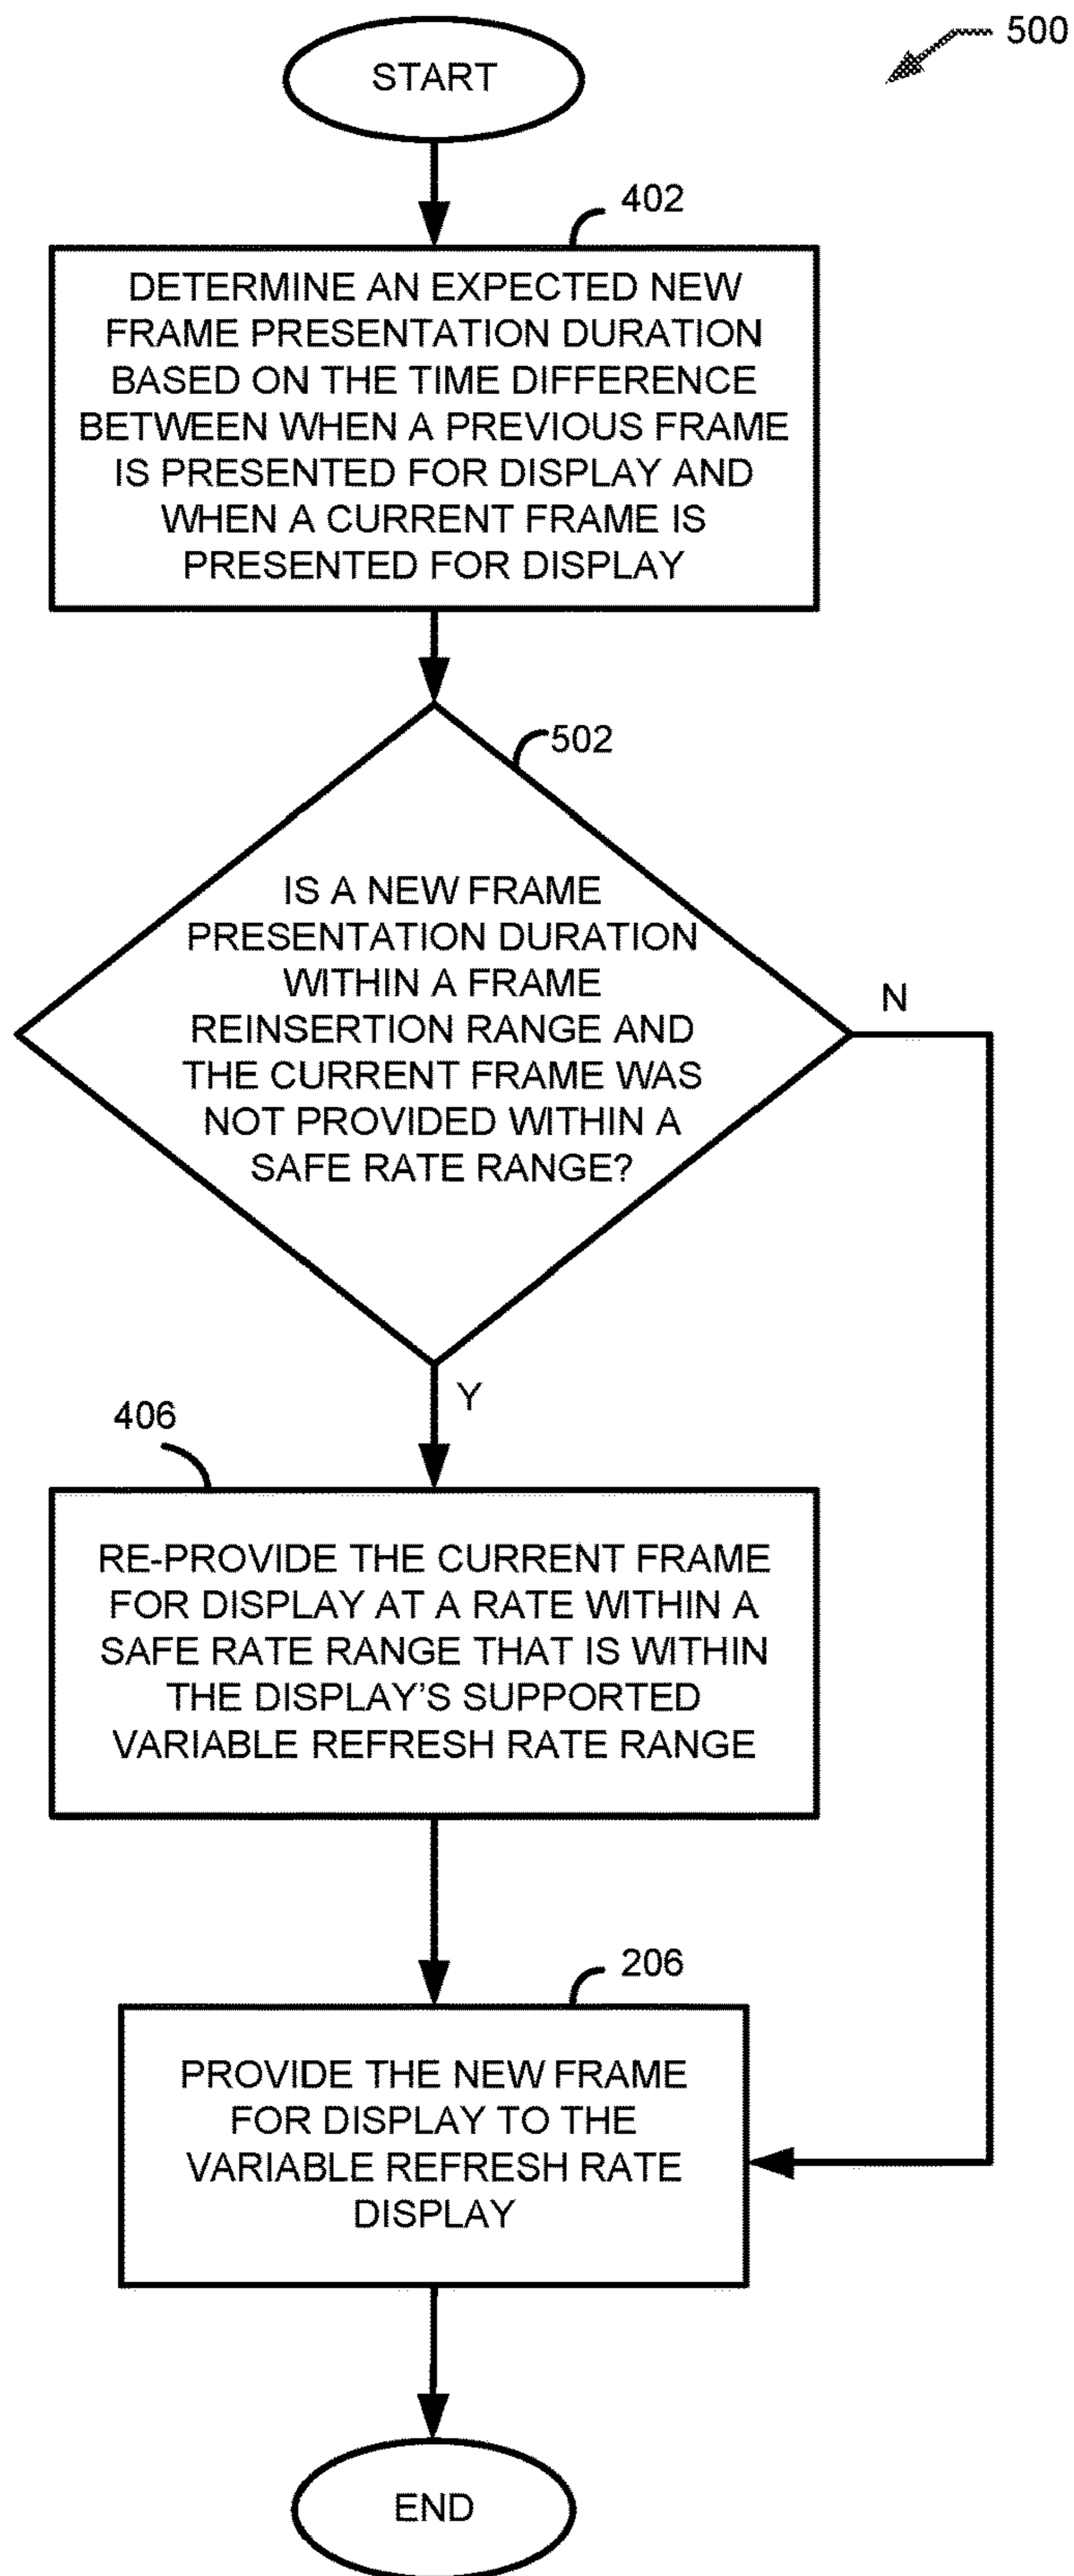 500
START
402
DETERMINE AN EXPECTED NEW
FRAME PRESENTATION DURATION
BASED ON THE TIME DIFFERENCE
BETWEEN WHEN A PREVIOUS FRAME
IS PRESENTED FOR DISPLAY AND
WHEN A CURRENT FRAME IS
PRESENTED FOR DISPLAY
502
IS A NEW FRAME
PRESENTATION DURATION
WITHIN A FRAME
REINSERTION RANGE AND
THE CURRENT FRAME WAS
NOT PROVIDED WITHIN A
SAFE RATE RANGE?
N
Y
406
RE-PROVIDE THE CURRENT FRAME
FOR DISPLAY AT A RATE WITHIN A
SAFE RATE RANGE THAT IS WITHIN
THE DISPLAY'S SUPPORTED
VARIABLE REFRESH RATE RANGE
206
PROVIDE THE NEW FRAME
FOR DISPLAY TO THE
VARIABLE REFRESH RATE
DISPLAY
END